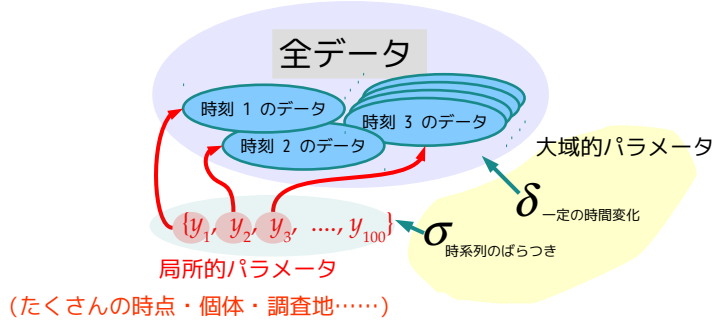 全データ
時刻 1 のデータ
時刻 2 のデータ
時刻 3 のデータ
大域的パラメータ
δ 一定の時間変化
{y1, y2, y3, ...., y100}
σ 時系列のばらつき
局所的パラメータ
(たくさんの時点・個体・調査地……)